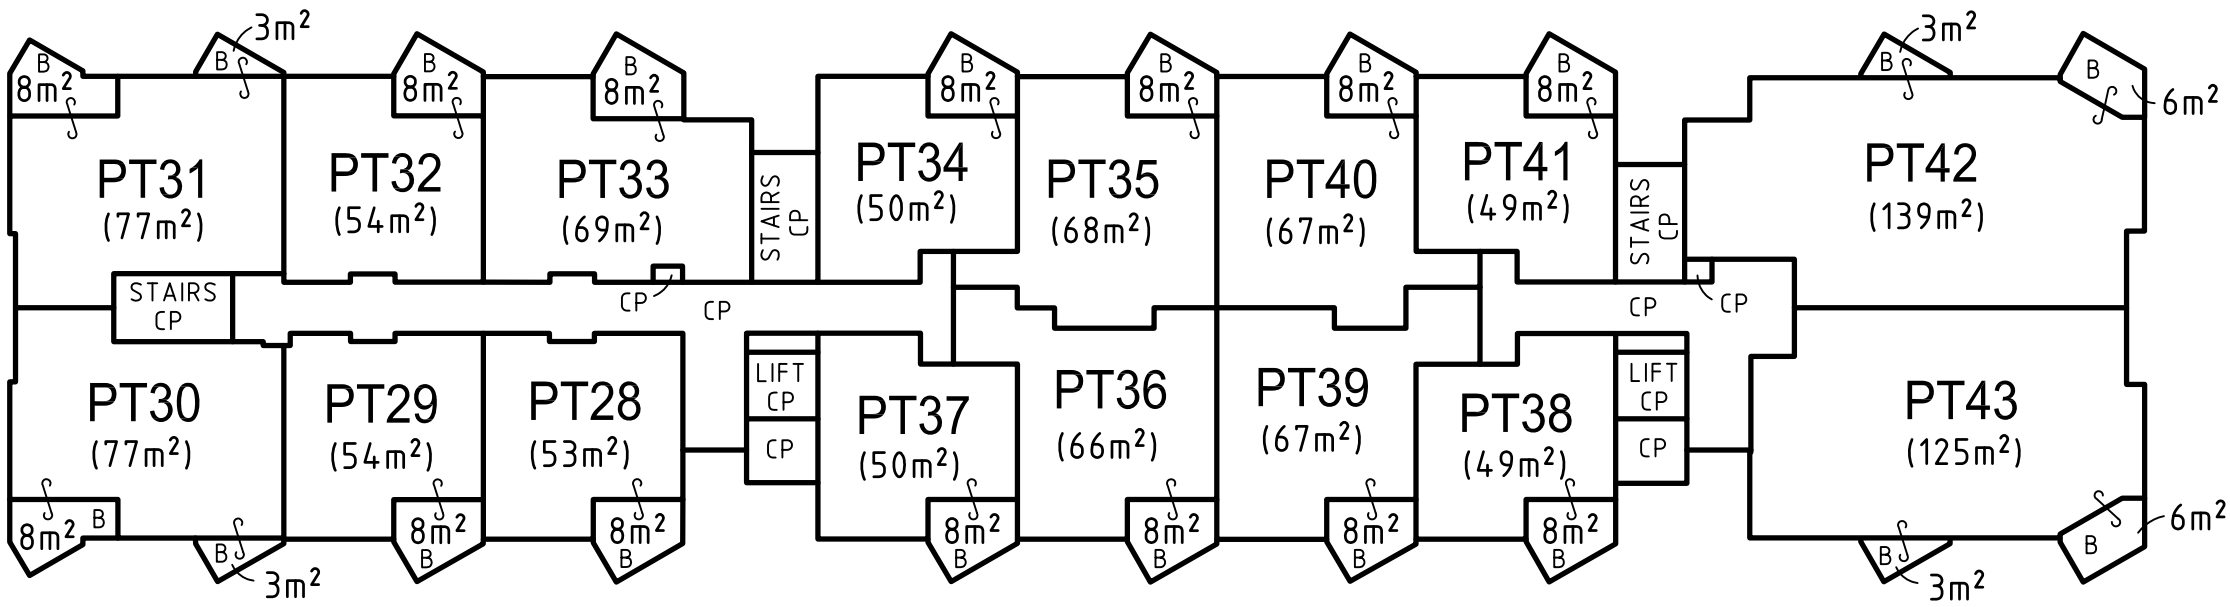 3m²
3m²
B
8m²
B
B
8m²
B
8m²
B
8m²
B
8m²
B
8m²
B
8m²
B
B
6m²
PT31
(77m²)
PT32
(54m²)
PT33
(69m²)
STAIRS
CP
PT34
(50m²)
PT35
(68m²)
PT40
(67m²)
PT41
(49m²)
STAIRS
CP
PT42
(139m²)
STAIRS
CP
CP
CP
CP
CP
PT30
(77m²)
PT29
(54m²)
PT28
(53m²)
LIFT
CP
CP
PT37
(50m²)
PT36
(66m²)
PT39
(67m²)
PT38
(49m²)
LIFT
CP
CP
PT43
(125m²)
8m²
B
B
3m²
8m²
B
8m²
B
8m²
B
8m²
B
8m²
B
8m²
B
B
3m²
B
6m²